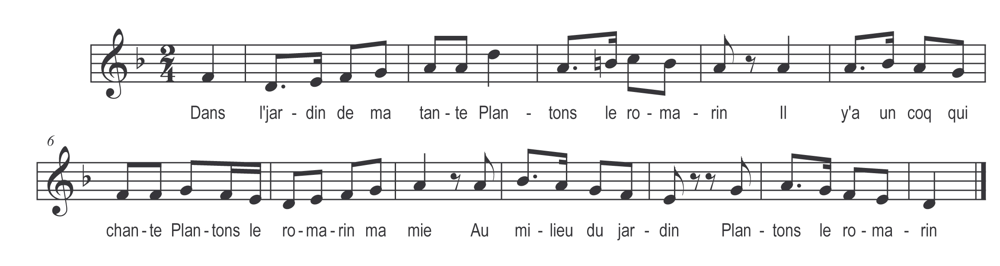 Dans l'jar - din de ma tan - te Plan - tons le ro - ma - rin Il y'a un coq qui
6
chan - te Plan - tons le ro - ma - rin ma mie Au mi - lieu du jar - din Plan - tons le ro - ma - rin